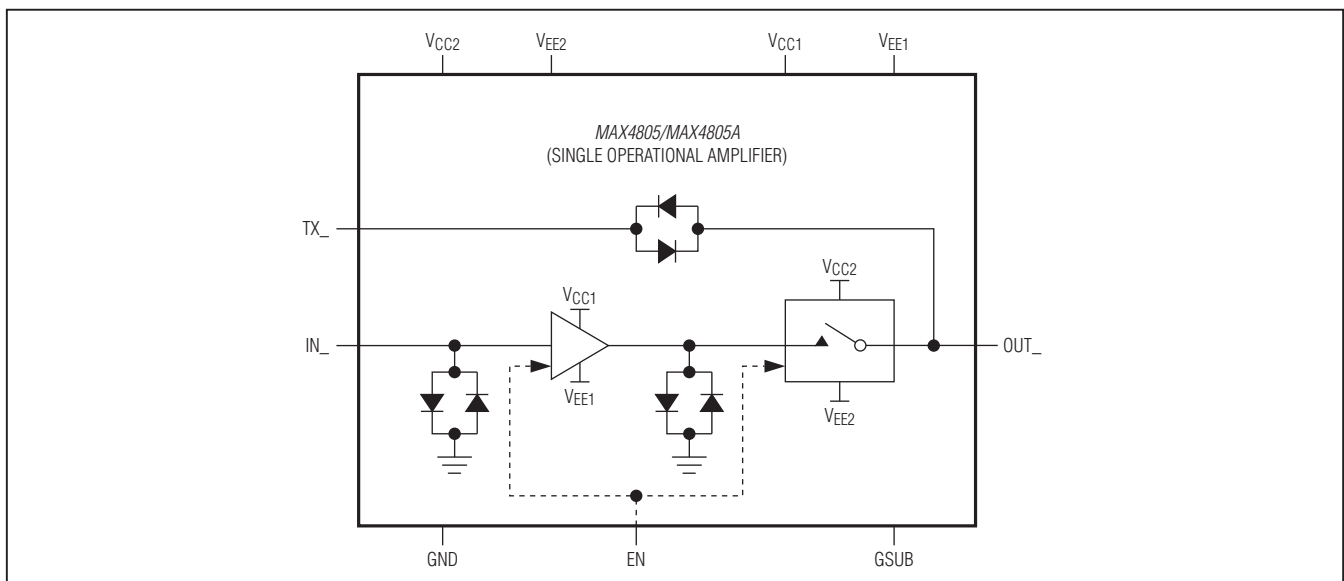 VCC2
VEE2
VCC1
VEE1
MAX4805/MAX4805A
(SINGLE OPERATIONAL AMPLIFIER)
TX_
VCC2
VCC1
IN_
OUT_
VEE1
VEE2
GND
EN
GSUB